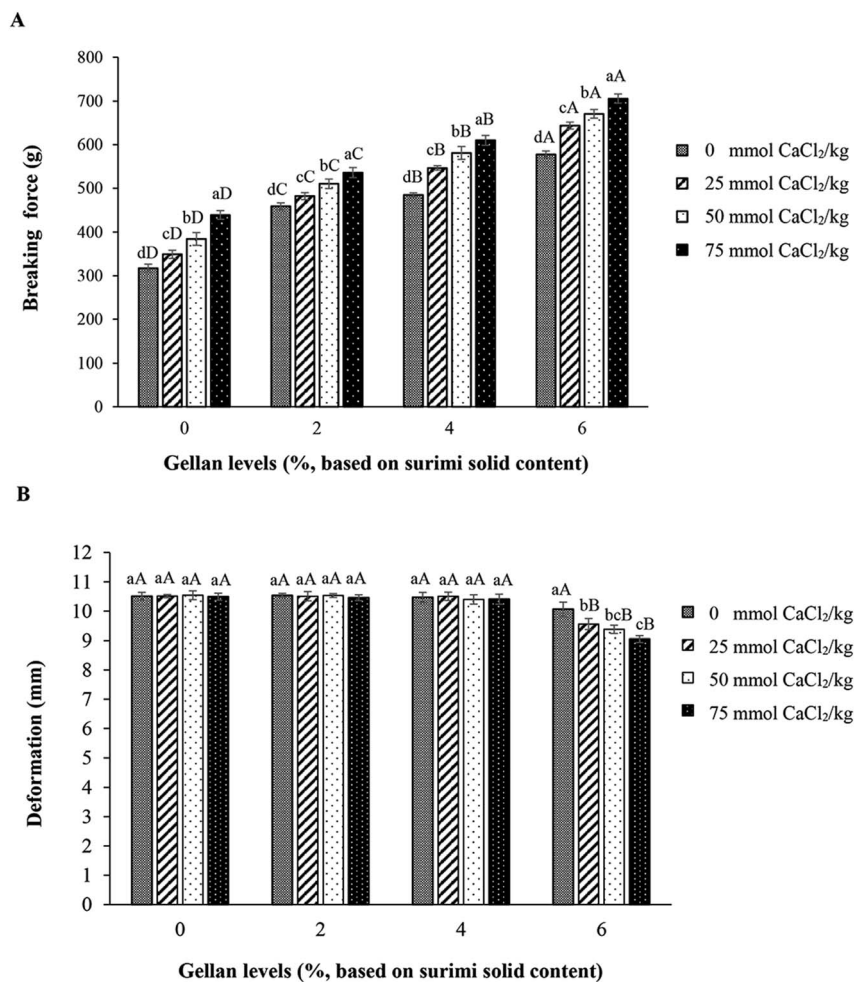 A
Breaking force (g)
800
700
600
500
400
300
200
100
0
dD cD bD aD
dC cC bC aC
dB cB bB aB
dA cA bA aA
0 2 4 6
Gellan levels (%, based on surimi solid content)
0 mmol CaCl₂/kg
25 mmol CaCl₂/kg
50 mmol CaCl₂/kg
75 mmol CaCl₂/kg
B
Deformation (mm)
12
11
10
9
8
7
6
5
4
3
2
1
0
aA aA aA aA
aA aA aA aA
aA aA aA aA
aA bB bcB cB
0 2 4 6
Gellan levels (%, based on surimi solid content)
0 mmol CaCl₂/kg
25 mmol CaCl₂/kg
50 mmol CaCl₂/kg
75 mmol CaCl₂/kg